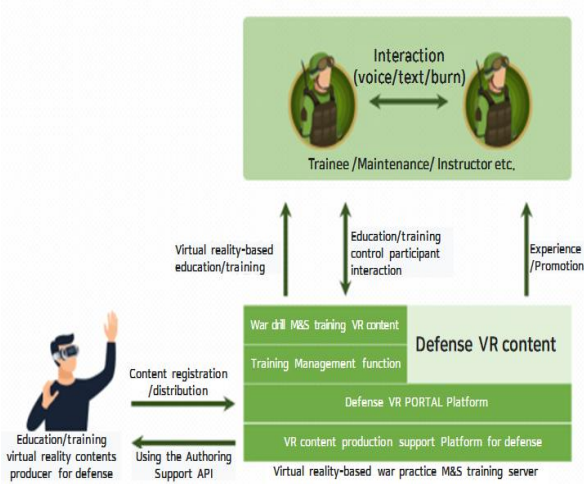 Interaction
(voice/text/burn)
Trainee /Maintenance/ Instructor etc.
Virtual reality-based
education/training
Education/training
control participant
interaction
Experience
/Promotion
War drill M&S training VR content
Training Management function
Defense VR content
Defense VR PORTAL Platform
VR content production support Platform for defense
Virtual reality-based war practice M&S training server
Content registration
/distribution
Using the Authoring
Support API
Education/training
virtual reality contents
producer for defense